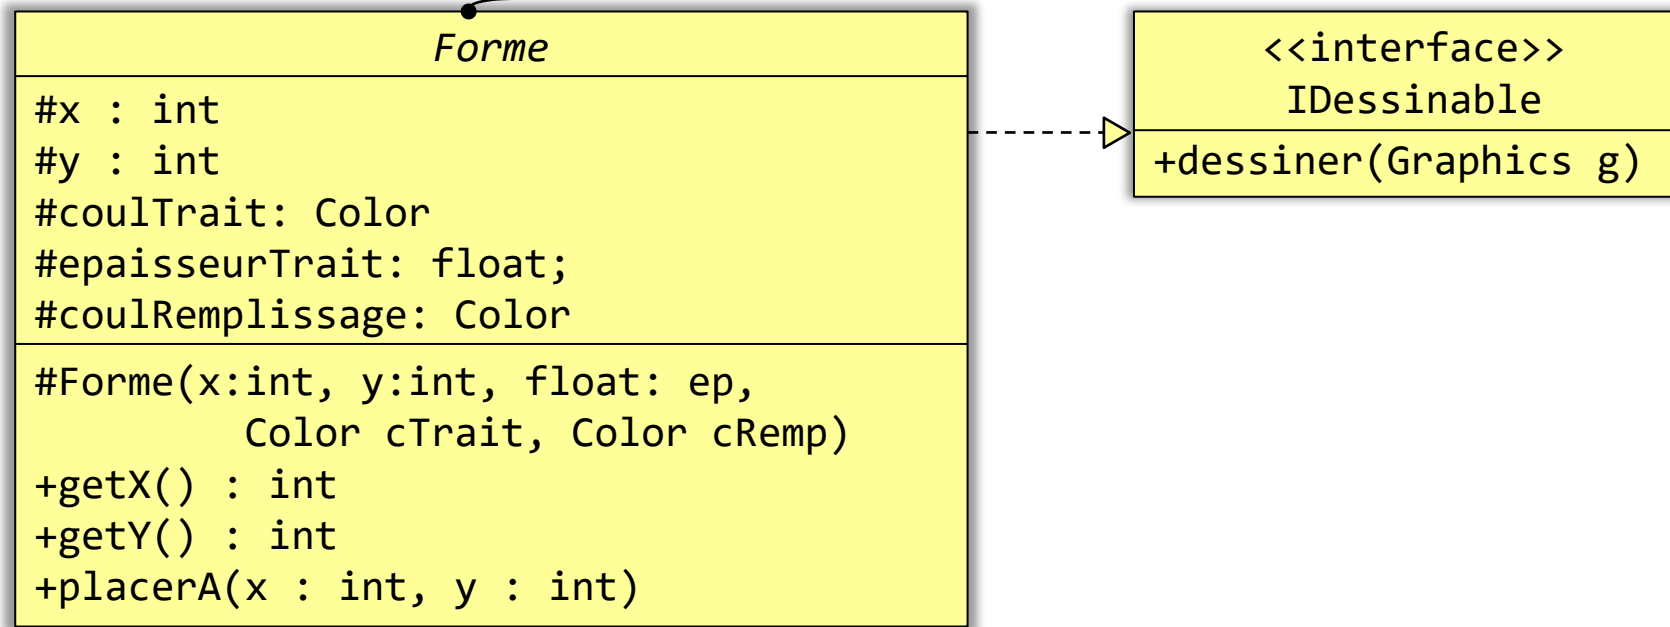 Forme
#x : int
#y : int
#coulTrait: Color
#epaisseurTrait: float;
#coulRemplissage: Color
#Forme(x:int, y:int, float: ep,
Color cTrait, Color cRemp)
+getX() : int
+getY() : int
+placerA(x : int, y : int)
<<interface>>
IDessinable
+dessiner(Graphics g)